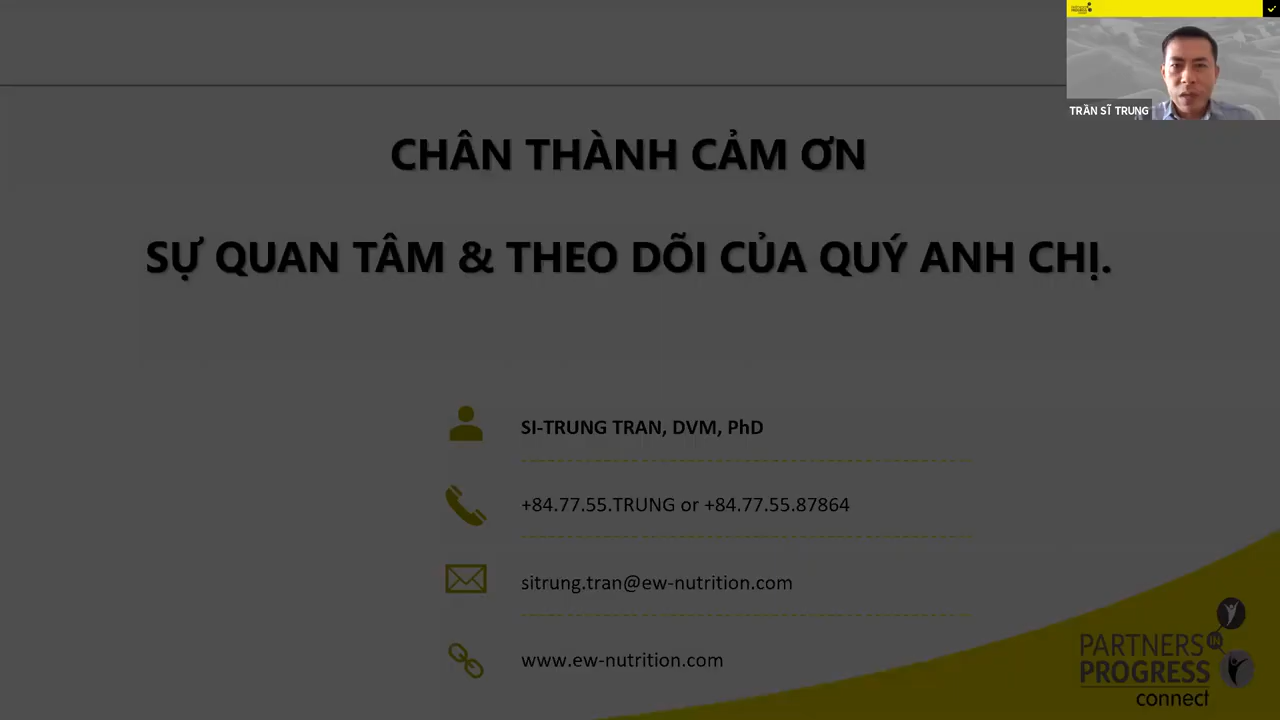 TRẦN SĨ TRUNG
CHÂN THÀNH CẢM ƠN
SỰ QUAN TÂM & THEO DÕI CỦA QUÝ ANH CHỊ.
SI-TRUNG TRAN, DVM, PhD
+84.77.55.TRUNG or +84.77.55.87864
sitrung.tran@ew-nutrition.com
www.ew-nutrition.com
PARTNERS
IN
PROGRESS
connect